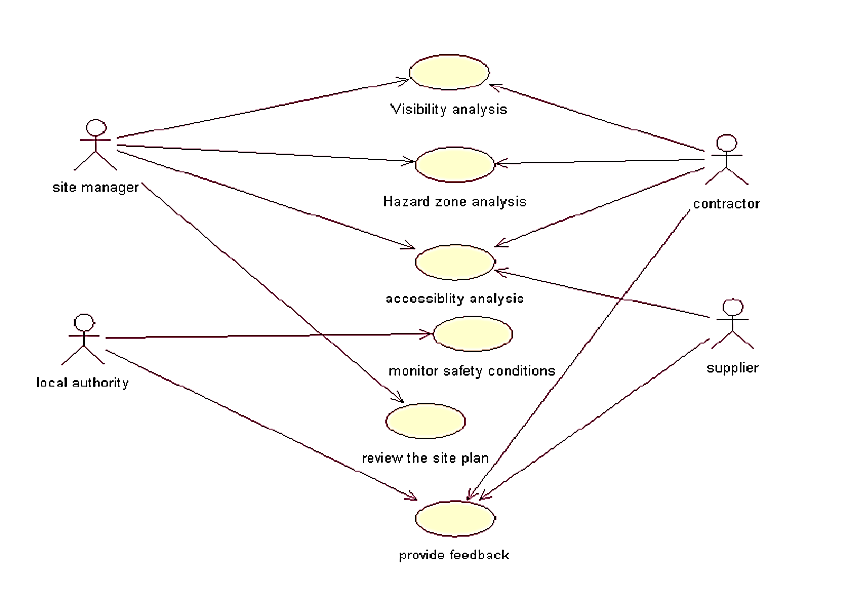 Visibility analysis
site manager
Hazard zone analysis
contractor
accessiblity analysis
monitor safety conditions
supplier
local authority
review the site plan
provide feedback